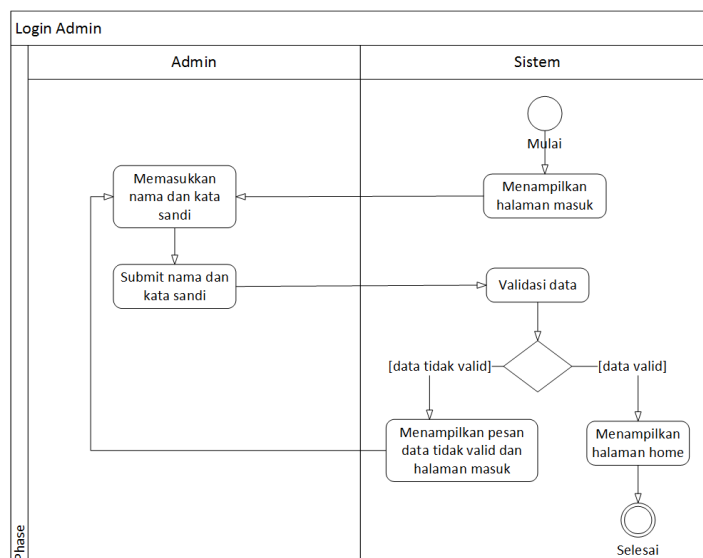 Login Admin
Admin
Sistem
Mulai
Memasukkan
nama dan kata
sandi
Menampilkan
halaman masuk
Submit nama dan
kata sandi
Validasi data
[data tidak valid]
[data valid]
Menampilkan pesan
data tidak valid dan
halaman masuk
Menampilkan
halaman home
Selesai
Phase